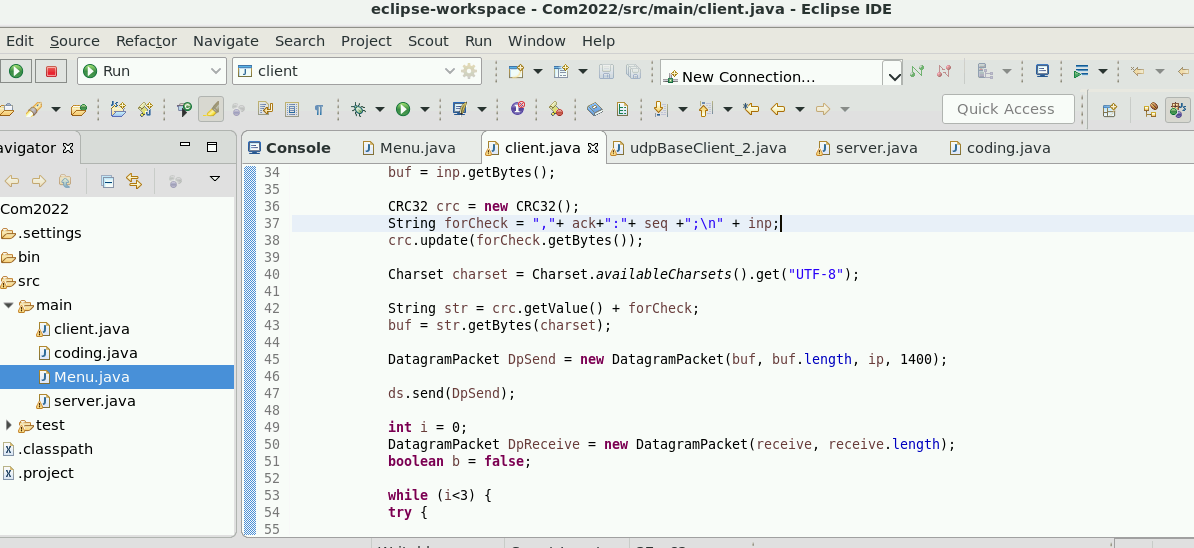 eclipse-workspace - Com2022/src/main/client.java - Eclipse IDE
Edit Source Refactor Navigate Search Project Scout Run Window Help
Run client New Connection...
Quick Access
avigator Console Menu.java client.java udpBaseClient_2.java server.java coding.java
Com2022
.settings
bin
src
main
client.java
coding.java
Menu.java
server.java
test
.classpath
.project
34 buf = inp.getBytes();
35
36 CRC32 crc = new CRC32();
37 String forCheck = ","+ ack+":"+ seq +";\n" + inp;
38 crc.update(forCheck.getBytes());
39
40 Charset charset = Charset.availableCharsets().get("UTF-8");
41
42 String str = crc.getValue() + forCheck;
43 buf = str.getBytes(charset);
44
45 DatagramPacket DpSend = new DatagramPacket(buf, buf.length, ip, 1400);
46
47 ds.send(DpSend);
48
49 int i = 0;
50 DatagramPacket DpReceive = new DatagramPacket(receive, receive.length);
51 boolean b = false;
52
53 while (i<3) {
54 try {
55